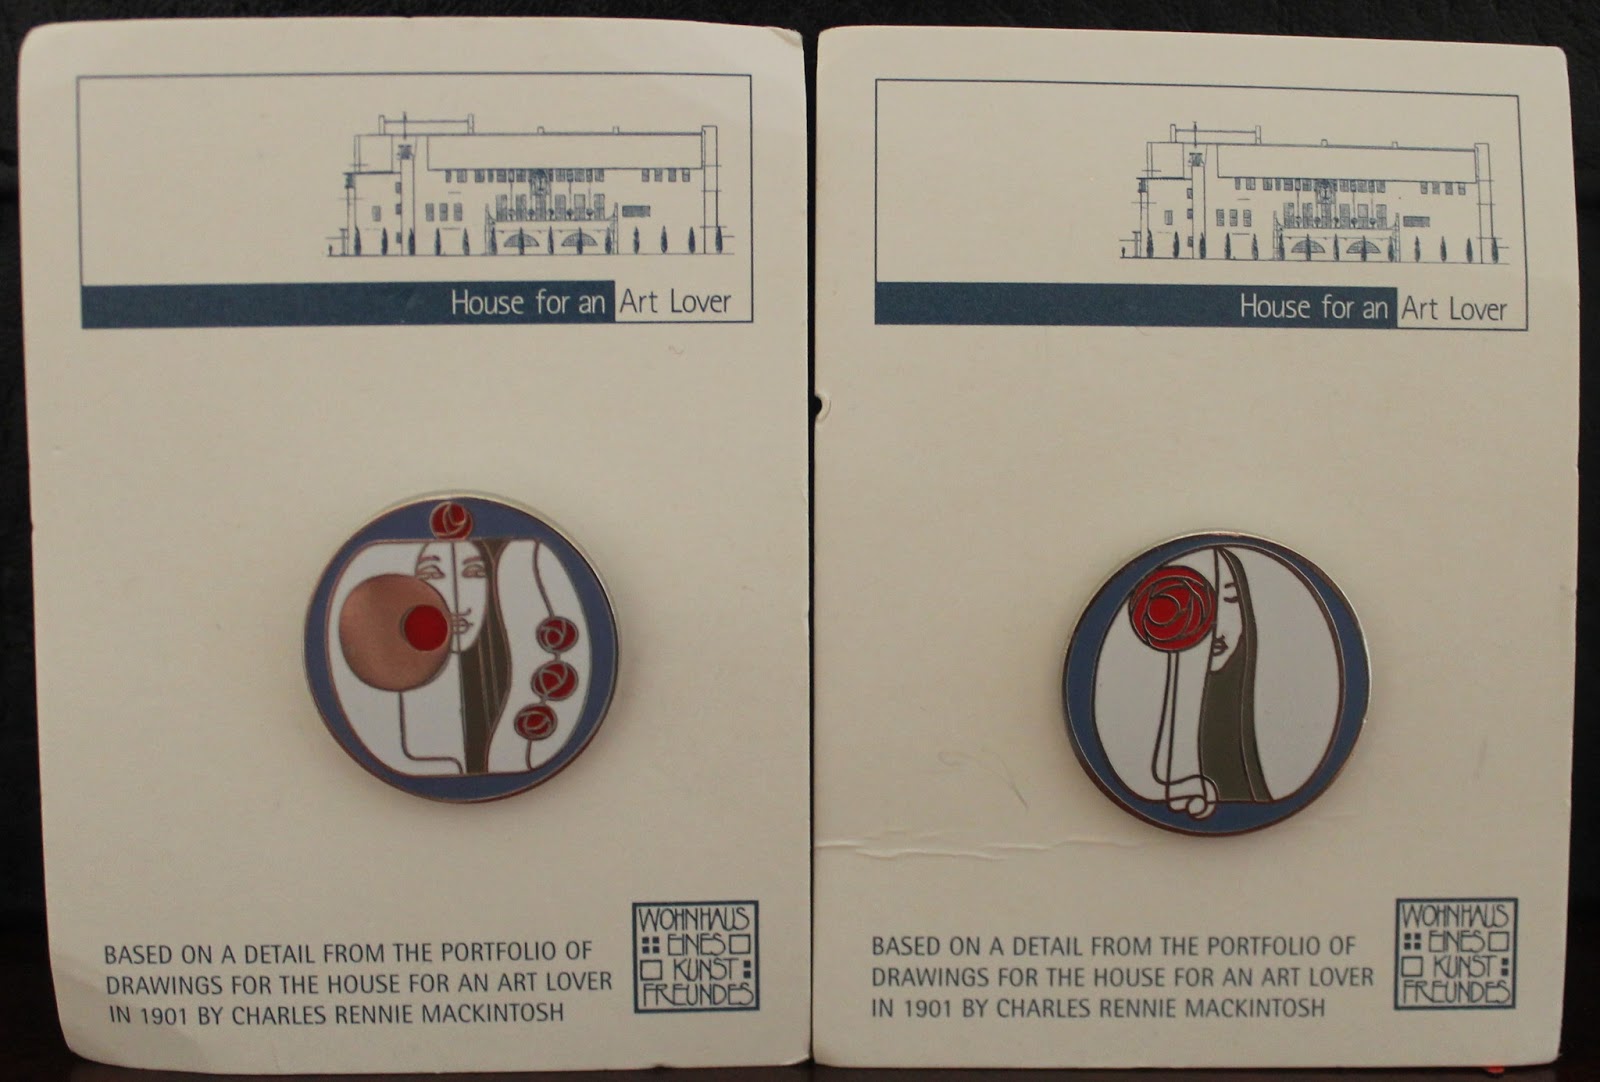 House for an Art Lover
BASED ON A DETAIL FROM THE PORTFOLIO OF
DRAWINGS FOR THE HOUSE FOR AN ART LOVER
IN 1901 BY CHARLES RENNIE MACKINTOSH
WOHNHAUS
EINES
KUNST
FREUNDES
House for an Art Lover
BASED ON A DETAIL FROM THE PORTFOLIO OF
DRAWINGS FOR THE HOUSE FOR AN ART LOVER
IN 1901 BY CHARLES RENNIE MACKINTOSH
WOHNHAUS
EINES
KUNST
FREUNDES